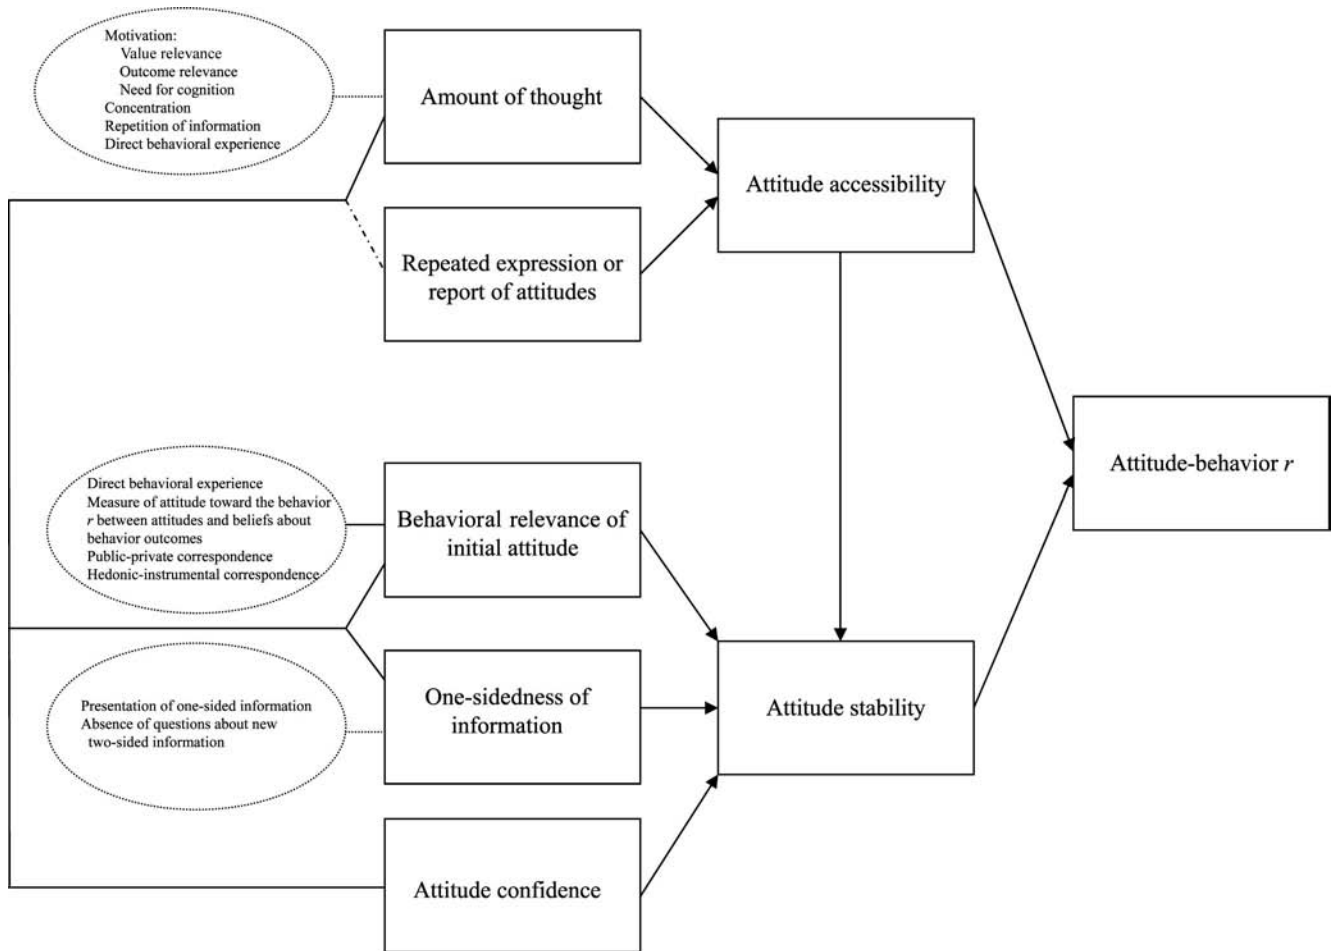 Motivation:
Value relevance
Outcome relevance
Need for cognition
Concentration
Repetition of information
Direct behavioral experience
Amount of thought
Attitude accessibility
Repeated expression or
report of attitudes
Direct behavioral experience
Measure of attitude toward the behavior
r between attitudes and beliefs about
behavior outcomes
Public-private correspondence
Hedonic-instrumental correspondence
Behavioral relevance of
initial attitude
Attitude-behavior r
Presentation of one-sided information
Absence of questions about new
two-sided information
One-sidedness of
information
Attitude stability
Attitude confidence